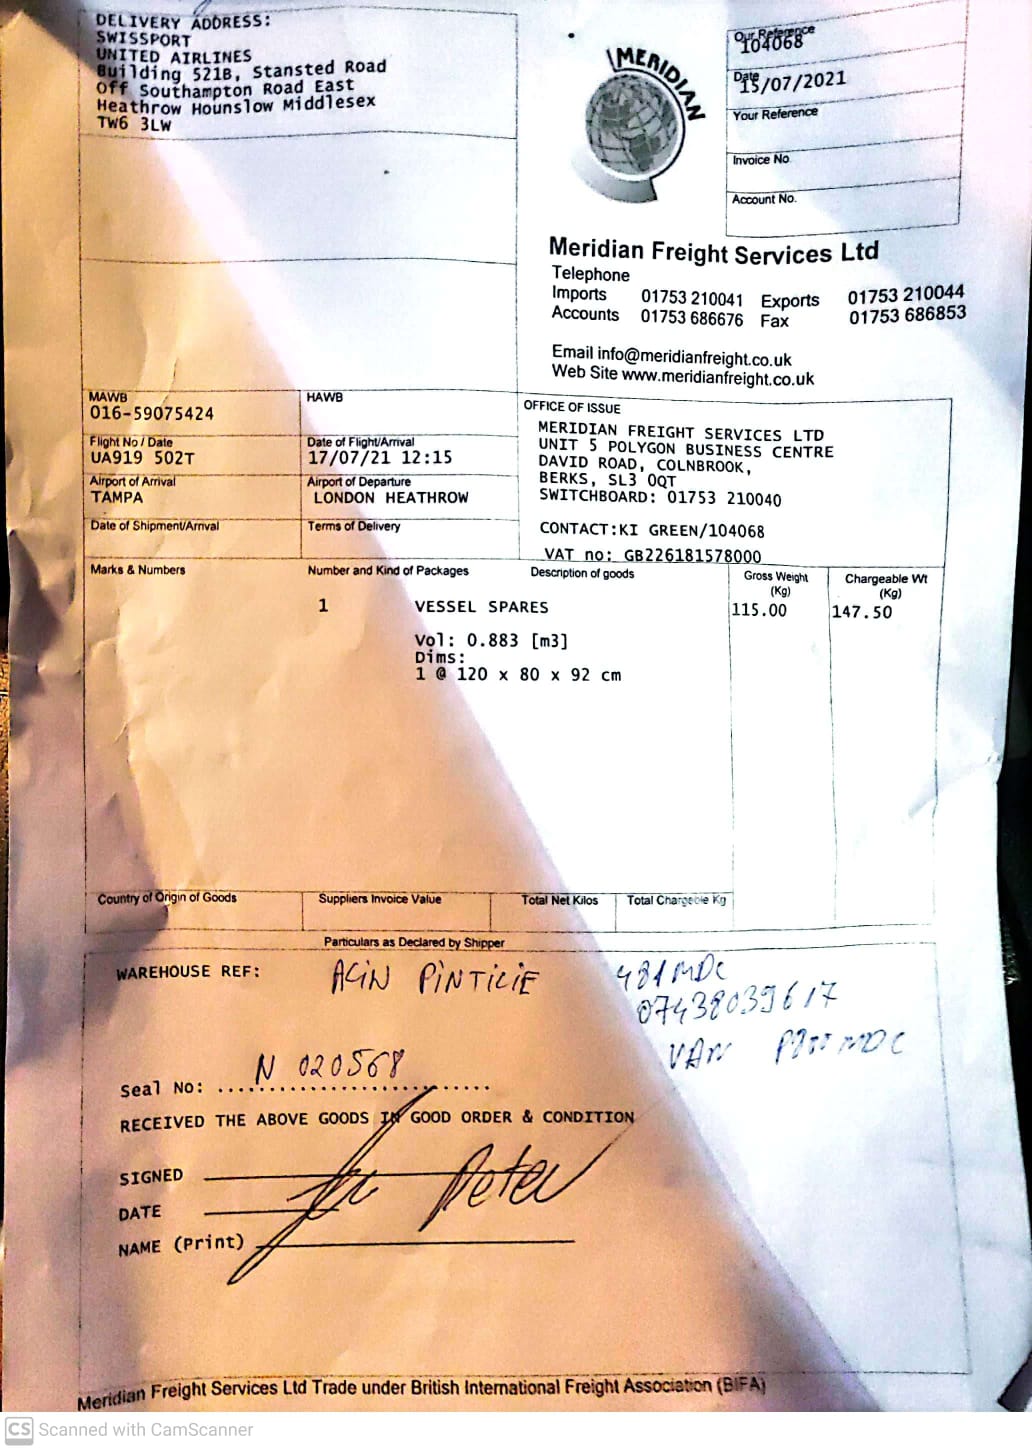 DELIVERY ADDRESS:
SWISSPORT
UNITED AIRLINES
Building 521B, Stansted Road
Off Southampton Road East
Heathrow Hounslow Middlesex
TW6 3LW
MERIDIAN
Our Reference
104068
Date
15/07/2021
Your Reference
Invoice No.
Account No.
Meridian Freight Services Ltd
Telephone
Imports 01753 210041 Exports 01753 210044
Accounts 01753 686676 Fax 01753 686853
Email info@meridianfreight.co.uk
Web Site www.meridianfreight.co.uk
MAWB
016-59075424
HAWB
Flight No / Date
UA919 502T
Date of Flight/Arrival
17/07/21 12:15
Airport of Arrival
TAMPA
Airport of Departure
LONDON HEATHROW
Date of Shipment/Arrival
Terms of Delivery
OFFICE OF ISSUE
MERIDIAN FREIGHT SERVICES LTD
UNIT 5 POLYGON BUSINESS CENTRE
DAVID ROAD, COLNBROOK,
BERKS, SL3 0QT
SWITCHBOARD: 01753 210040
CONTACT:KI GREEN/104068
VAT no: GB226181578000
Marks & Numbers
Number and Kind of Packages
Description of goods
Gross Weight
(Kg)
Chargeable Wt
(Kg)
1 VESSEL SPARES 115.00 147.50
Vol: 0.883 [m3]
Dims:
1 @ 120 x 80 x 92 cm
Country of Origin of Goods
Suppliers Invoice Value
Total Net Kilos
Total Chargeable Kg
Particulars as Declared by Shipper
WAREHOUSE REF: PINTILIE
07438039617
VAN
Seal No: N 020568
RECEIVED THE ABOVE GOODS IN GOOD ORDER & CONDITION
SIGNED
Peter
DATE
NAME (Print)
Meridian Freight Services Ltd Trade under British International Freight Association (BIFA)
CS Scanned with CamScanner